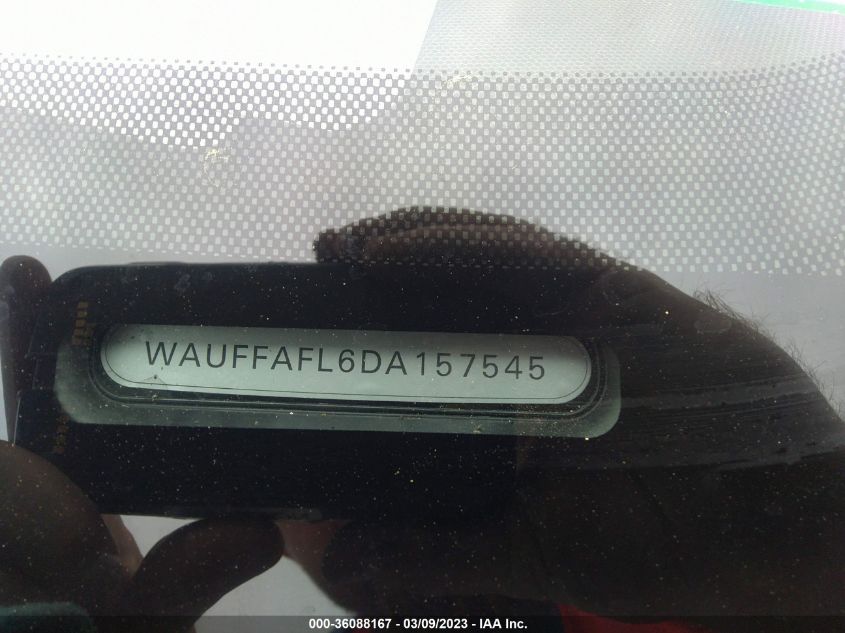 WAUFFAFL6DA157545
000-36088167 - 03/09/2023 - IAA Inc.